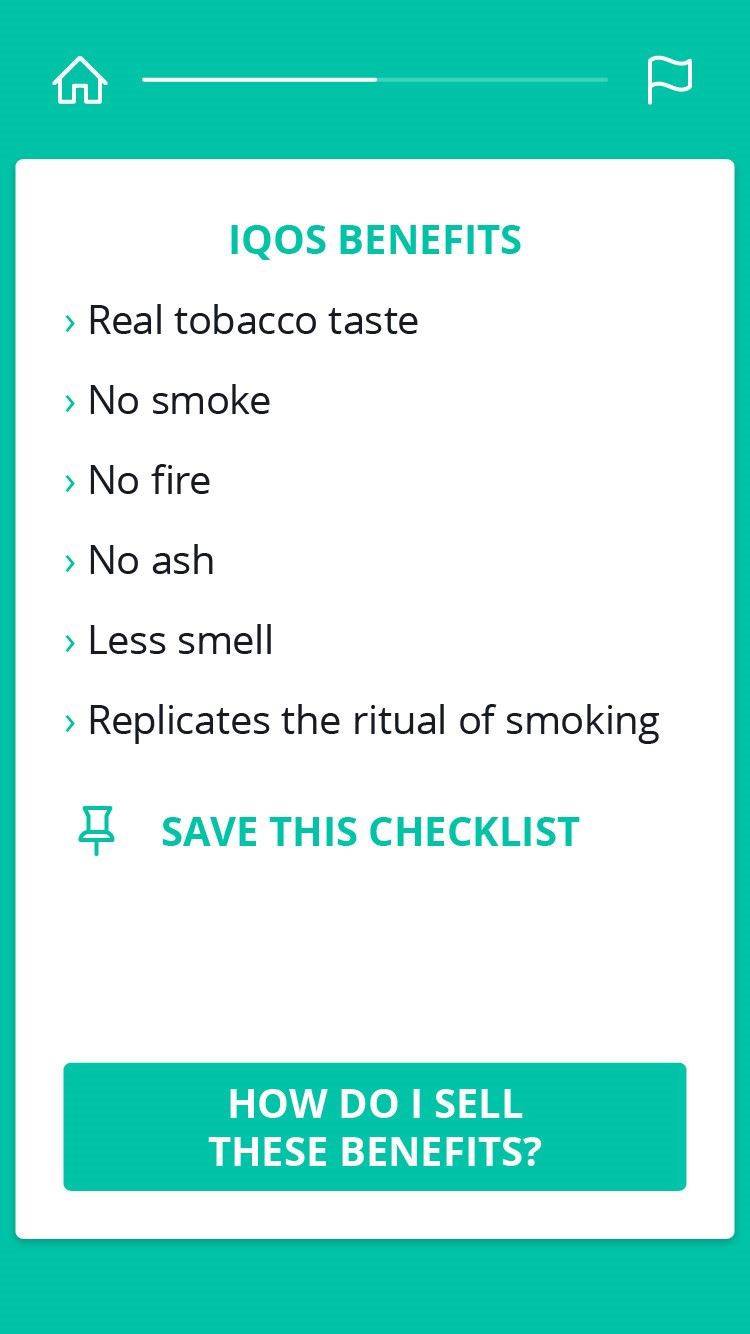 IQOS BENEFITS
› Real tobacco taste
› No smoke
› No fire
› No ash
› Less smell
› Replicates the ritual of smoking
SAVE THIS CHECKLIST
HOW DO I SELL
THESE BENEFITS?